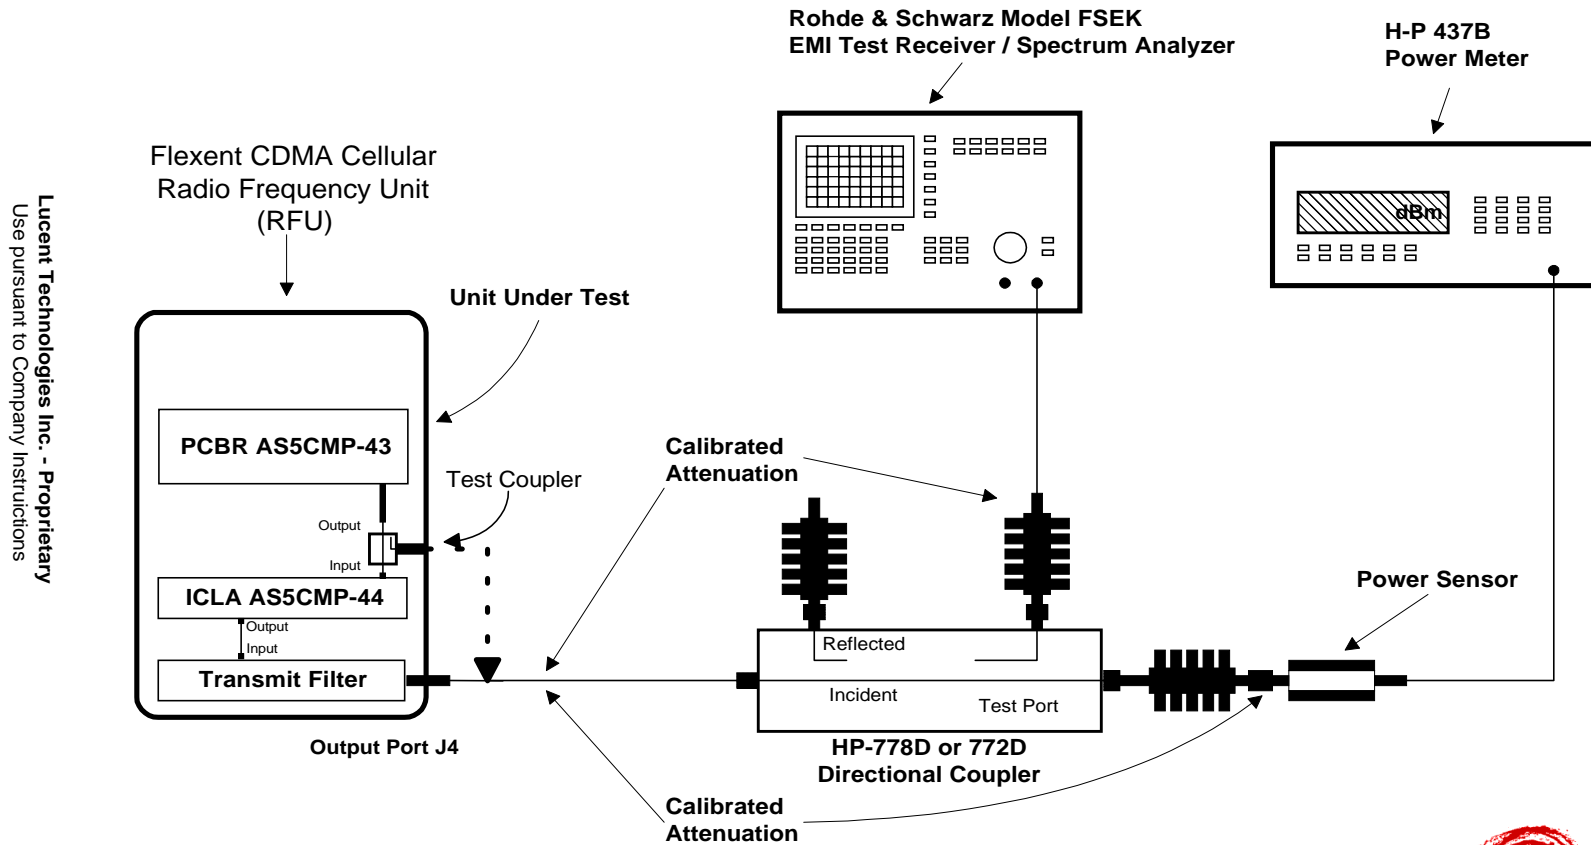 Rohde & Schwarz Model FSEK
EMI Test Receiver / Spectrum Analyzer
H-P 437B
Power Meter
Flexent CDMA Cellular
Radio Frequency Unit
(RFU)
Lucent Technologies Inc. - Proprietary
Use pursuant to Company Instruictions
dBm
Unit Under Test
PCBR AS5CMP-43
Test Coupler
Calibrated
Attenuation
Output
Input
ICLA AS5CMP-44
Output
Input
Transmit Filter
Power Sensor
Reflected
Incident
Test Port
Output Port J4
HP-778D or 772D
Directional Coupler
Calibrated
Attenuation